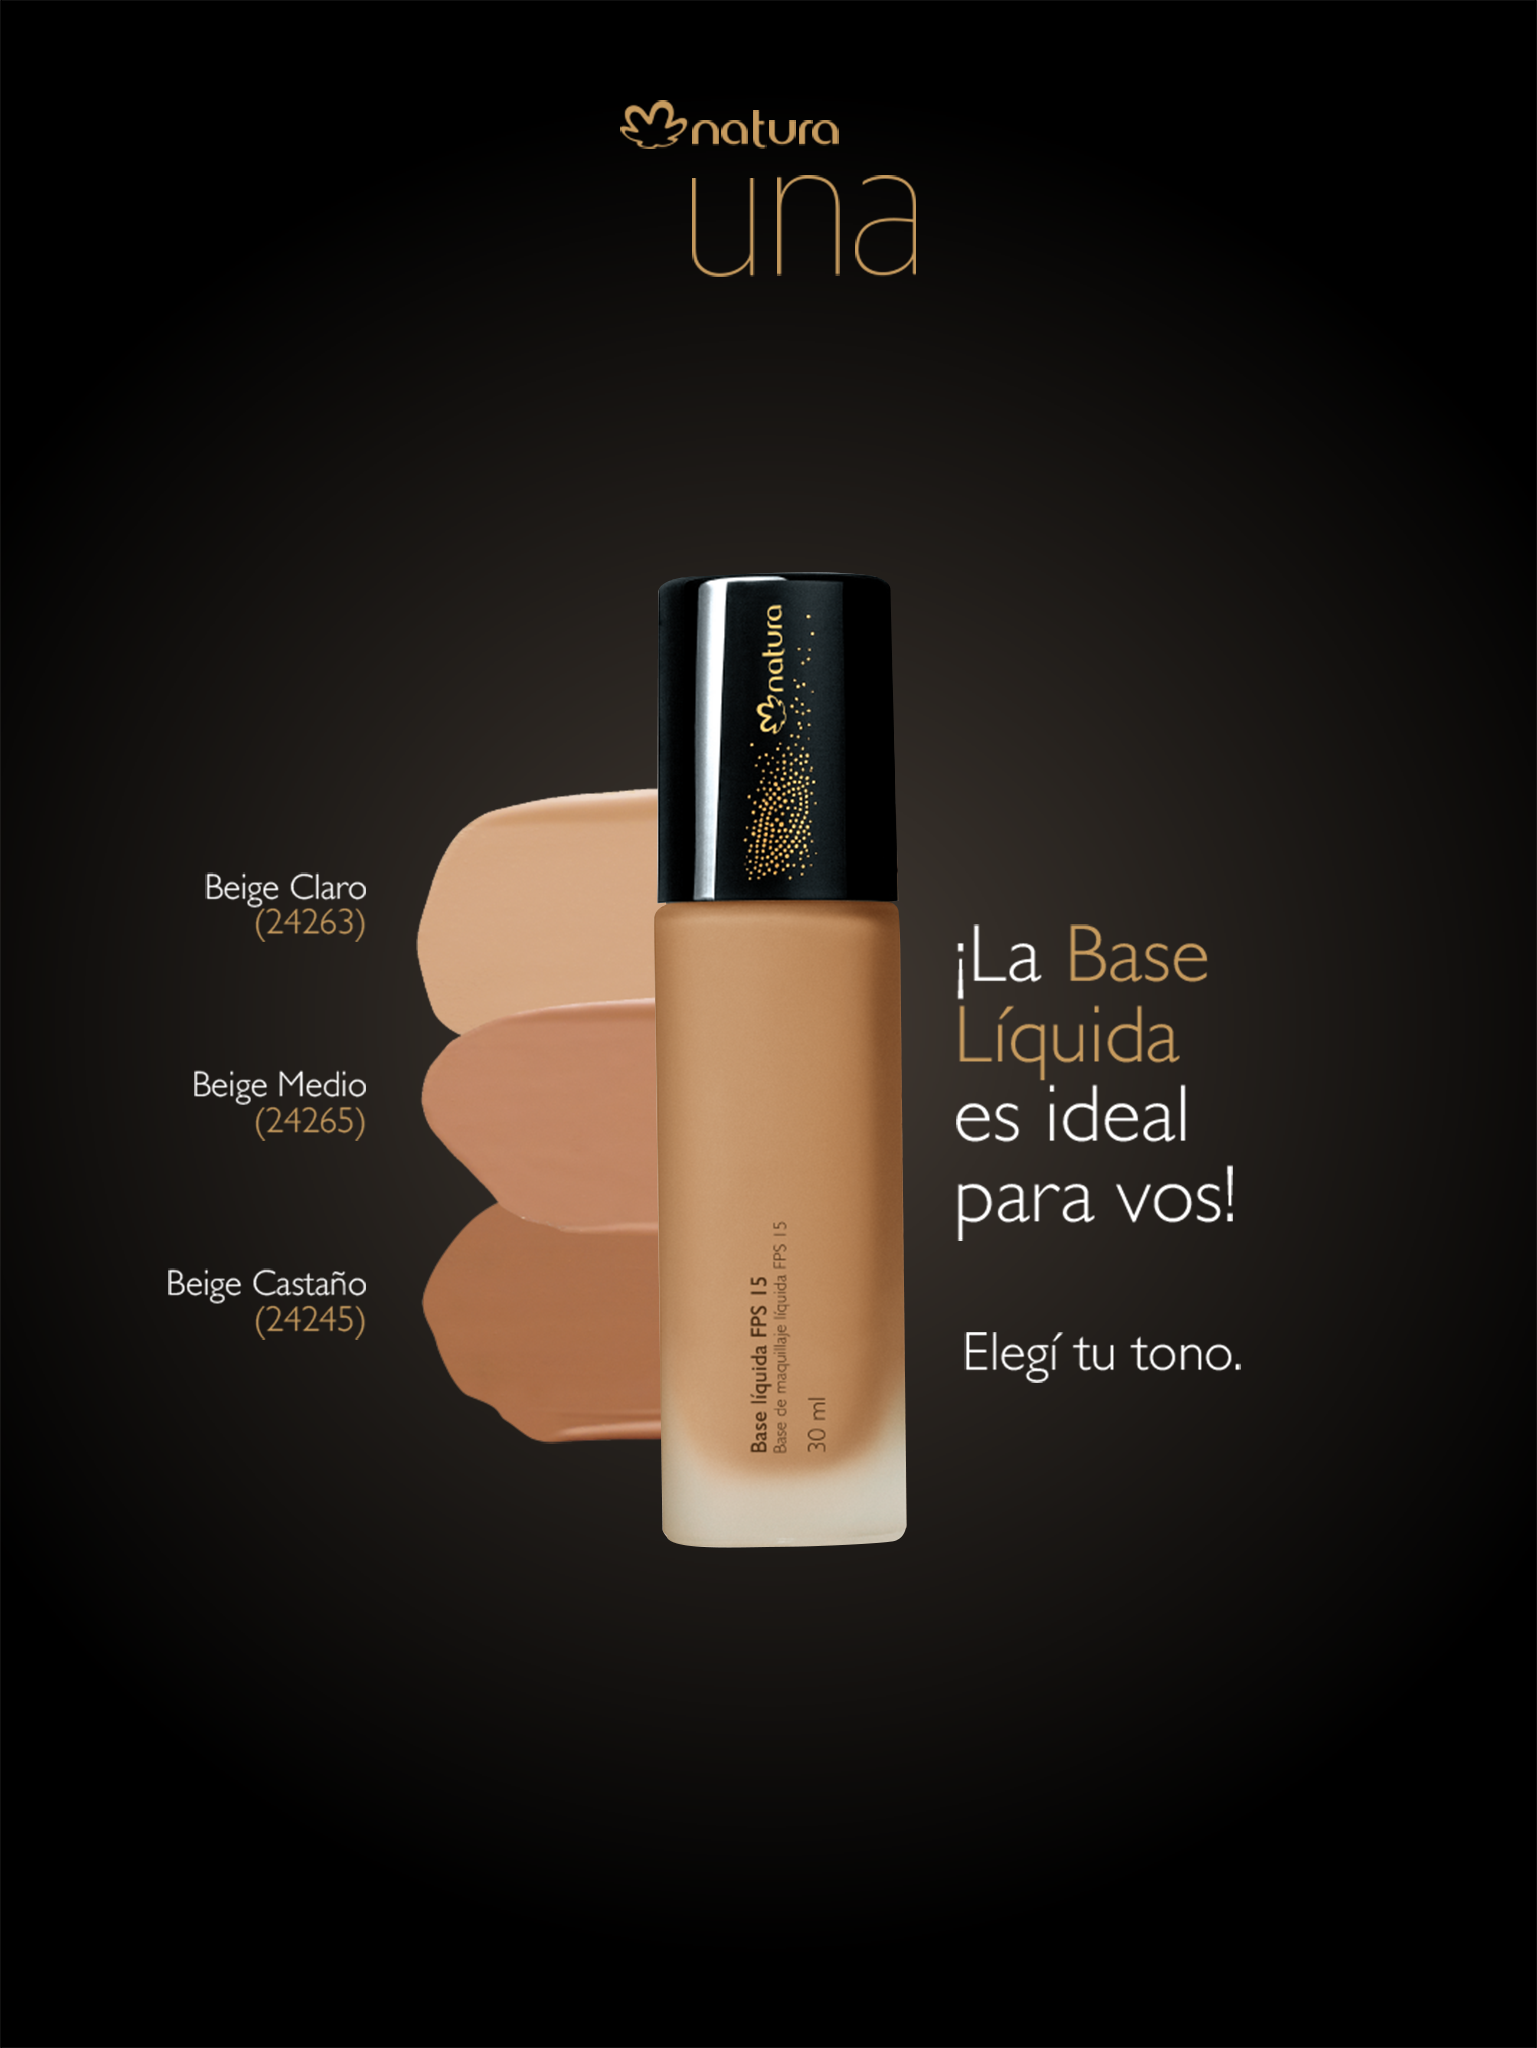 natura
una
natura
Beige Claro
(24263)
Beige Medio
(24265)
Beige Castaño
(24245)
Base líquida FPS 15
Base de maquillaje líquida FPS 15
30 ml
¡La Base
Líquida
es ideal
para vos!
Elegí tu tono.